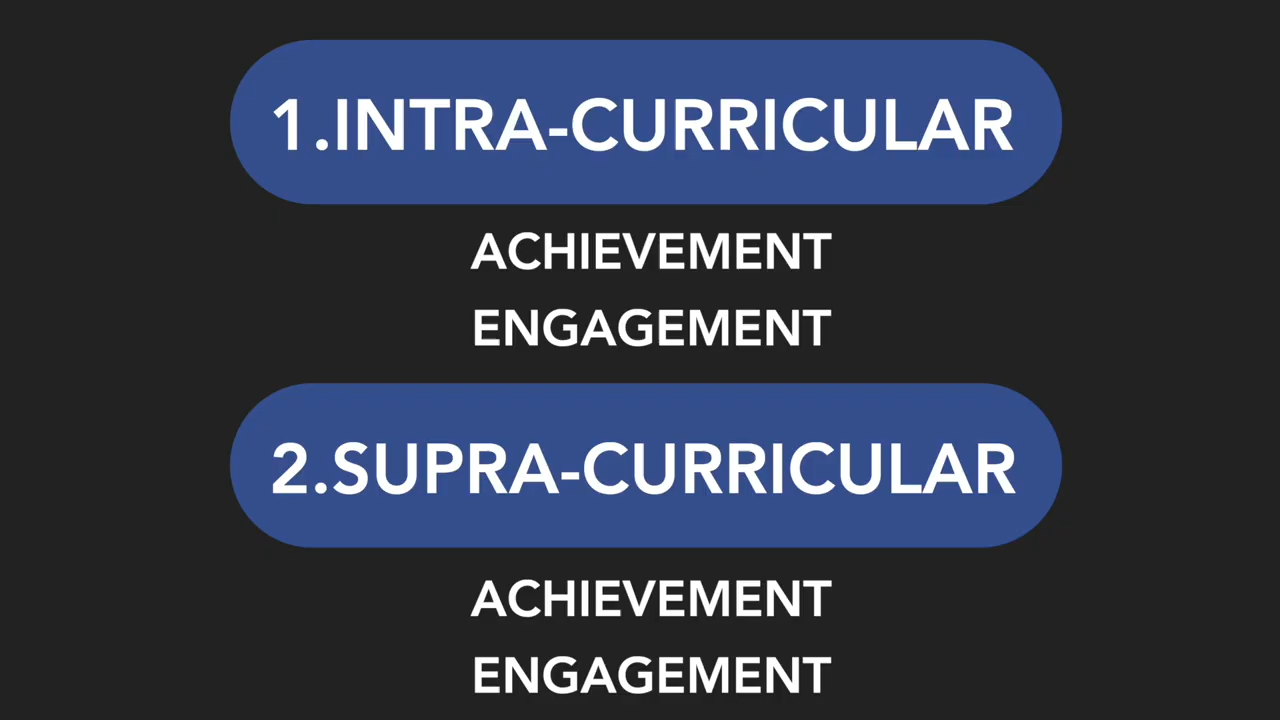 1.INTRA-CURRICULAR
ACHIEVEMENT
ENGAGEMENT
2.SUPRA-CURRICULAR
ACHIEVEMENT
ENGAGEMENT